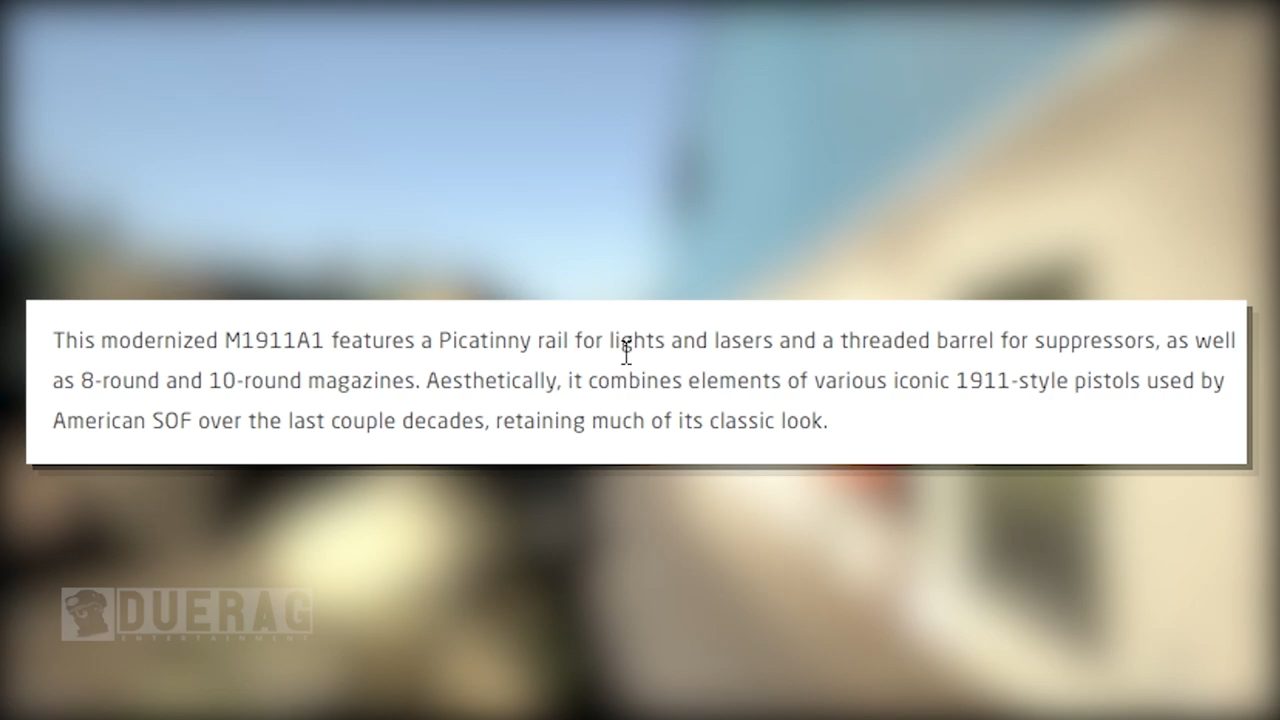 This modernized M1911A1 features a Picatinny rail for lights and lasers and a threaded barrel for suppressors, as well
as 8-round and 10-round magazines. Aesthetically, it combines elements of various iconic 1911-style pistols used by
American SOF over the last couple decades, retaining much of its classic look.
DUERAG
ENTERTAINMENT